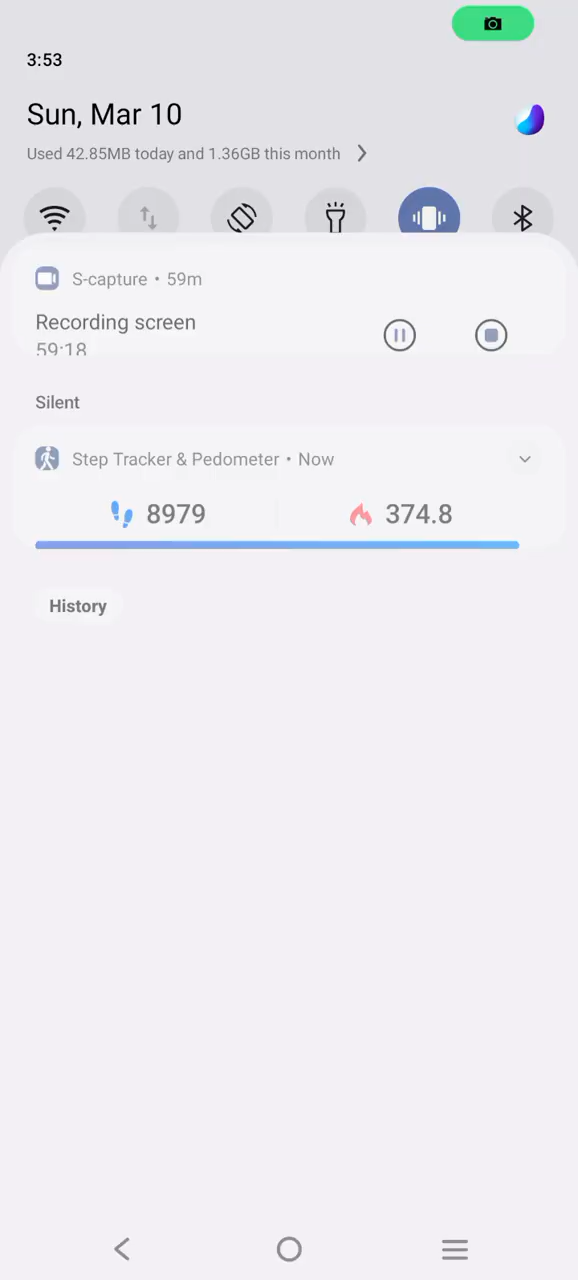 3:53
Sun, Mar 10
Used 42.85MB today and 1.36GB this month
S-capture • 59m
Recording screen
59:18
Silent
Step Tracker & Pedometer • Now
8979 374.8
History